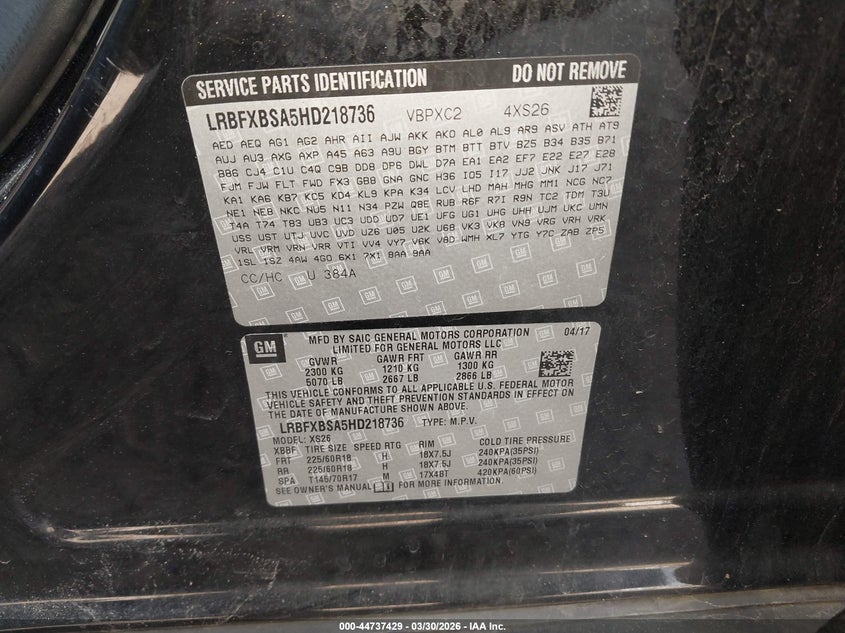 SERVICE PARTS IDENTIFICATION DO NOT REMOVE
LRBFXBSA5HD218736 VBPXC2 4XS26
AED AEQ AG1 AG2 AHR AII AJW AKK AKO AL0 AL9 AR9 ASV ATH AT9
AUJ AU3 AXG AXP A45 A63 A9U BGY BTM BTT BTV BZ5 B34 B35 B71
B86 CJ4 C1U C4Q C9B DD8 DP6 DWL D7A EA1 EA2 EF7 E22 E27 E28
FJM FJW FLT FWD FX3 GB8 GNA GNC H36 IO5 I17 JJ2 JNK J17 J71
KA1 KA6 KB7 KC5 KD4 KL9 KPA K34 LCV LHD MAH MHG MM1 NCG NC7
NE1 NEB NKC NU5 N11 N34 PZW Q8E RUB R6F R7I R9N TC2 TDM T3U
T4A T74 T83 UB3 UC3 UDD UD7 UE1 UFG UG1 UHG UHH UJM UKC UMN
USS UST UTJ UVC UVD UZ6 U05 U2K U68 VK3 VK8 VN9 VRG VRH VRK
VRL VRM VRN VRR VTI VV4 VY7 V6K V8D WMH XL7 YTG Y7C ZAB ZP5
1SL 1SZ 4AW 4G0 6X1 7X1 8AA 9AA
CC/HC U 384A
GM MFD BY SAIC GENERAL MOTORS CORPORATION 04/17
LIMITED FOR GENERAL MOTORS LLC
GVWR GAWR FRT GAWR RR
2300 KG 1210 KG 1300 KG
5070 LB 2667 LB 2866 LB
THIS VEHICLE CONFORMS TO ALL APPLICABLE U.S. FEDERAL MOTOR
VEHICLE SAFETY AND THEFT PREVENTION STANDARDS IN EFFECT ON
THE DATE OF MANUFACTURE SHOWN ABOVE.
LRBFXBSA5HD218736 TYPE: M.P.V.
MODEL: XS26
XBBF TIRE SIZE SPEED RTG RIM COLD TIRE PRESSURE
FRT 225/60R18 H 18X7.5J 240KPA(35PSI)
RR 225/60R18 H 18X7.5J 240KPA(35PSI)
SPA T145/70R17 M 17X4BT 420KPA(60PSI)
SEE OWNER'S MANUAL FOR MORE INFORMATION.
000-44737429 — 03/30/2026 — IAA Inc.